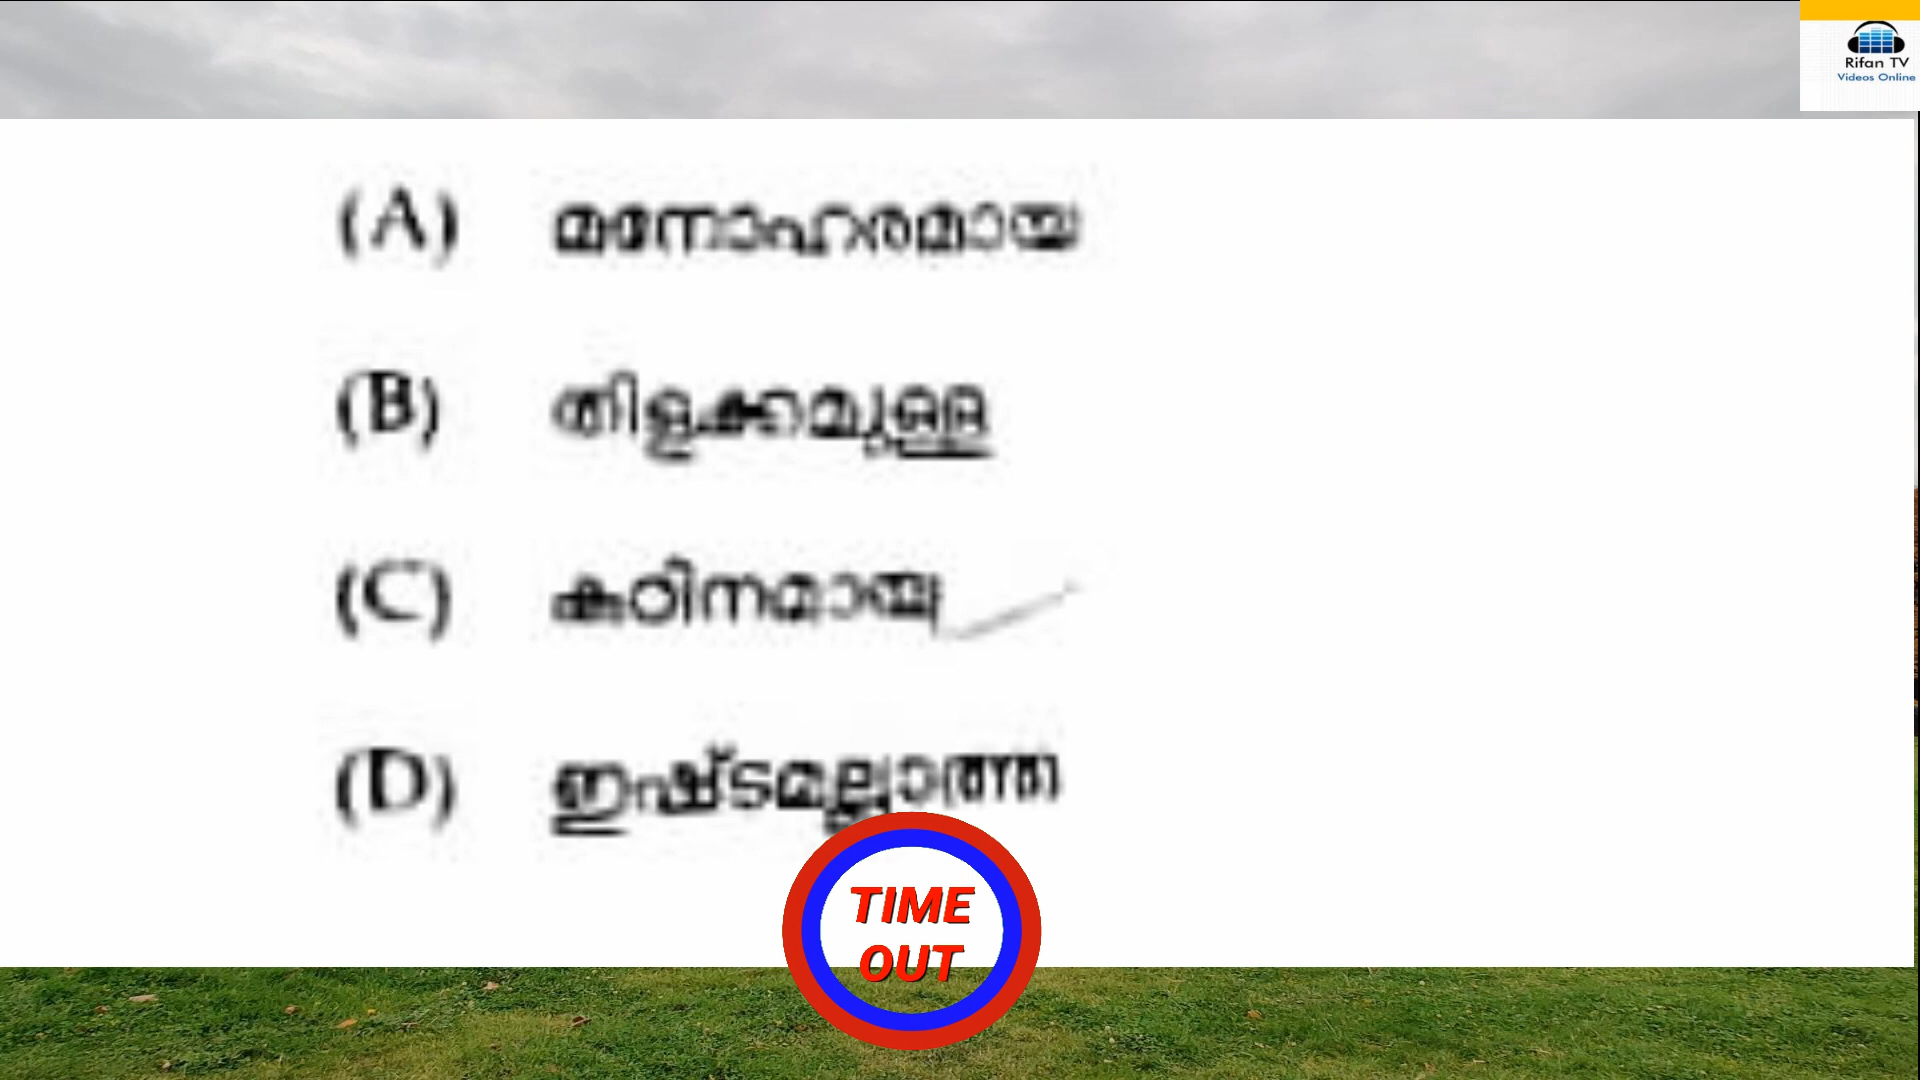 Rifan TV
Videos Online
(A) മനോഹരമായ
(B) തിളക്കമുള്ള
(C) കഠിനമായ
(D) ഇഷ്ടമല്ലാത്ത
TIME
OUT